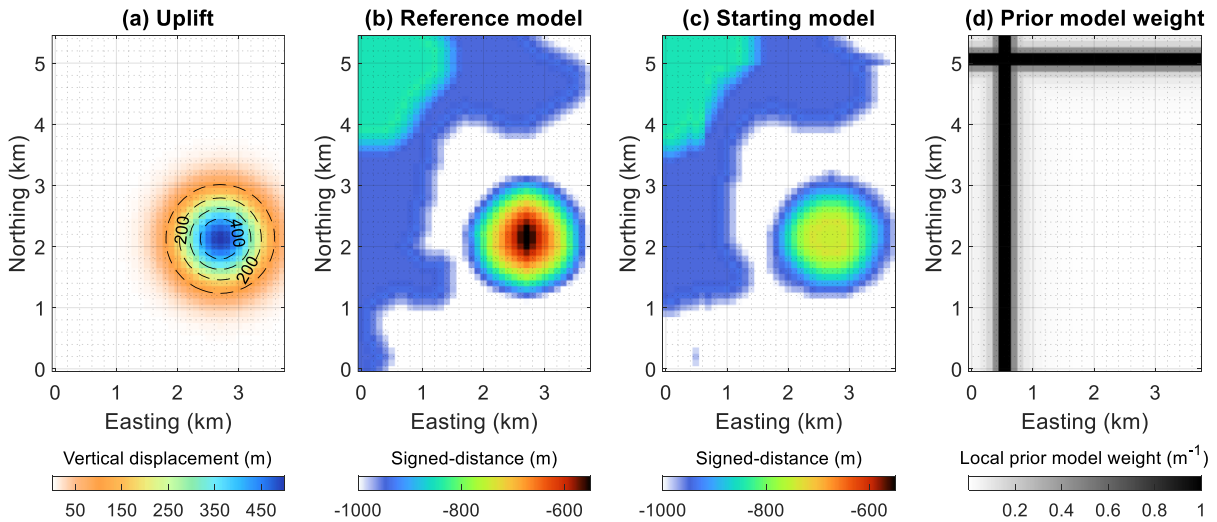 (a) Uplift
(b) Reference model
(c) Starting model
(d) Prior model weight
Northing (km)
5
4
3
2
1
0
200
400
200
0 1 2 3
Easting (km)
Northing (km)
5
4
3
2
1
0
0 1 2 3
Easting (km)
Northing (km)
5
4
3
2
1
0
0 1 2 3
Easting (km)
Northing (km)
5
4
3
2
1
0
0 1 2 3
Easting (km)
Vertical displacement (m)
50 150 250 350 450
Signed-distance (m)
-1000 -800 -600
Signed-distance (m)
-1000 -800 -600
Local prior model weight (m⁻¹)
0.2 0.4 0.6 0.8 1